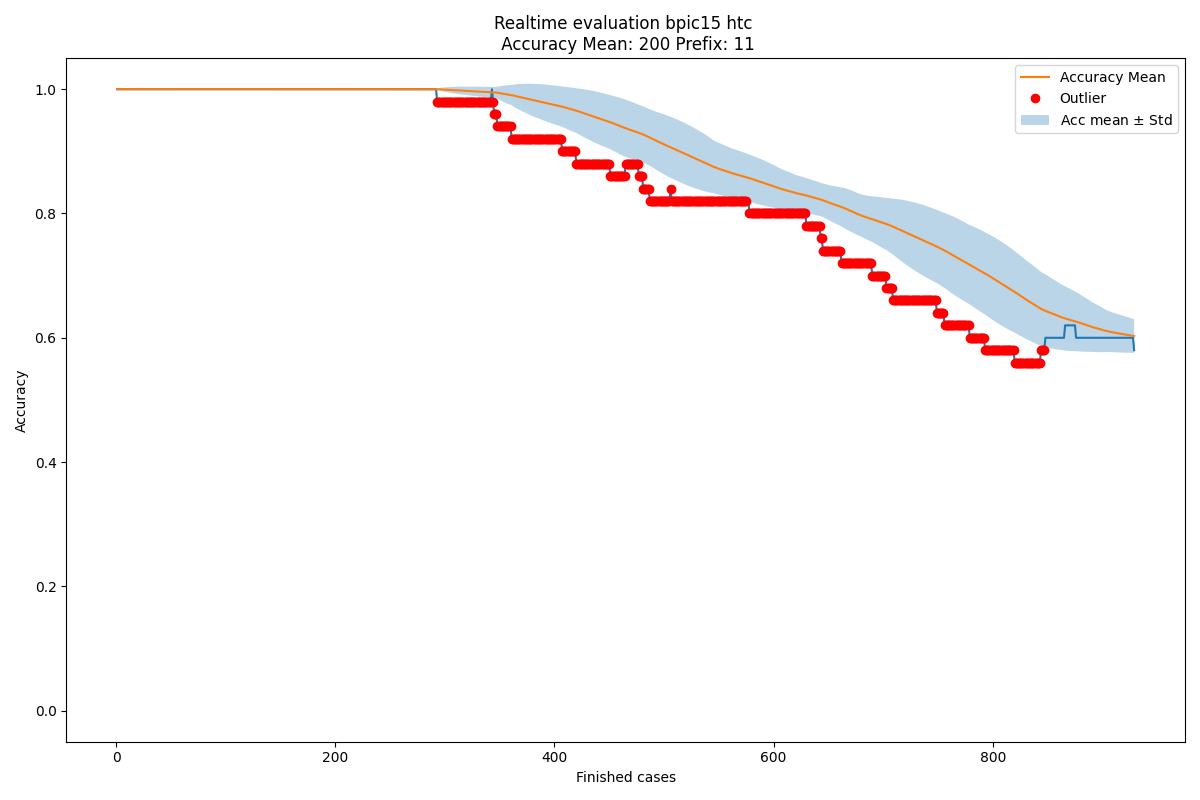 Realtime evaluation bpic15 htc
Accuracy Mean: 200 Prefix: 11
Accuracy Mean
Outlier
Acc mean ± Std
1.0
0.8
0.6
0.4
0.2
0.0
Accuracy
0 200 400 600 800
Finished cases